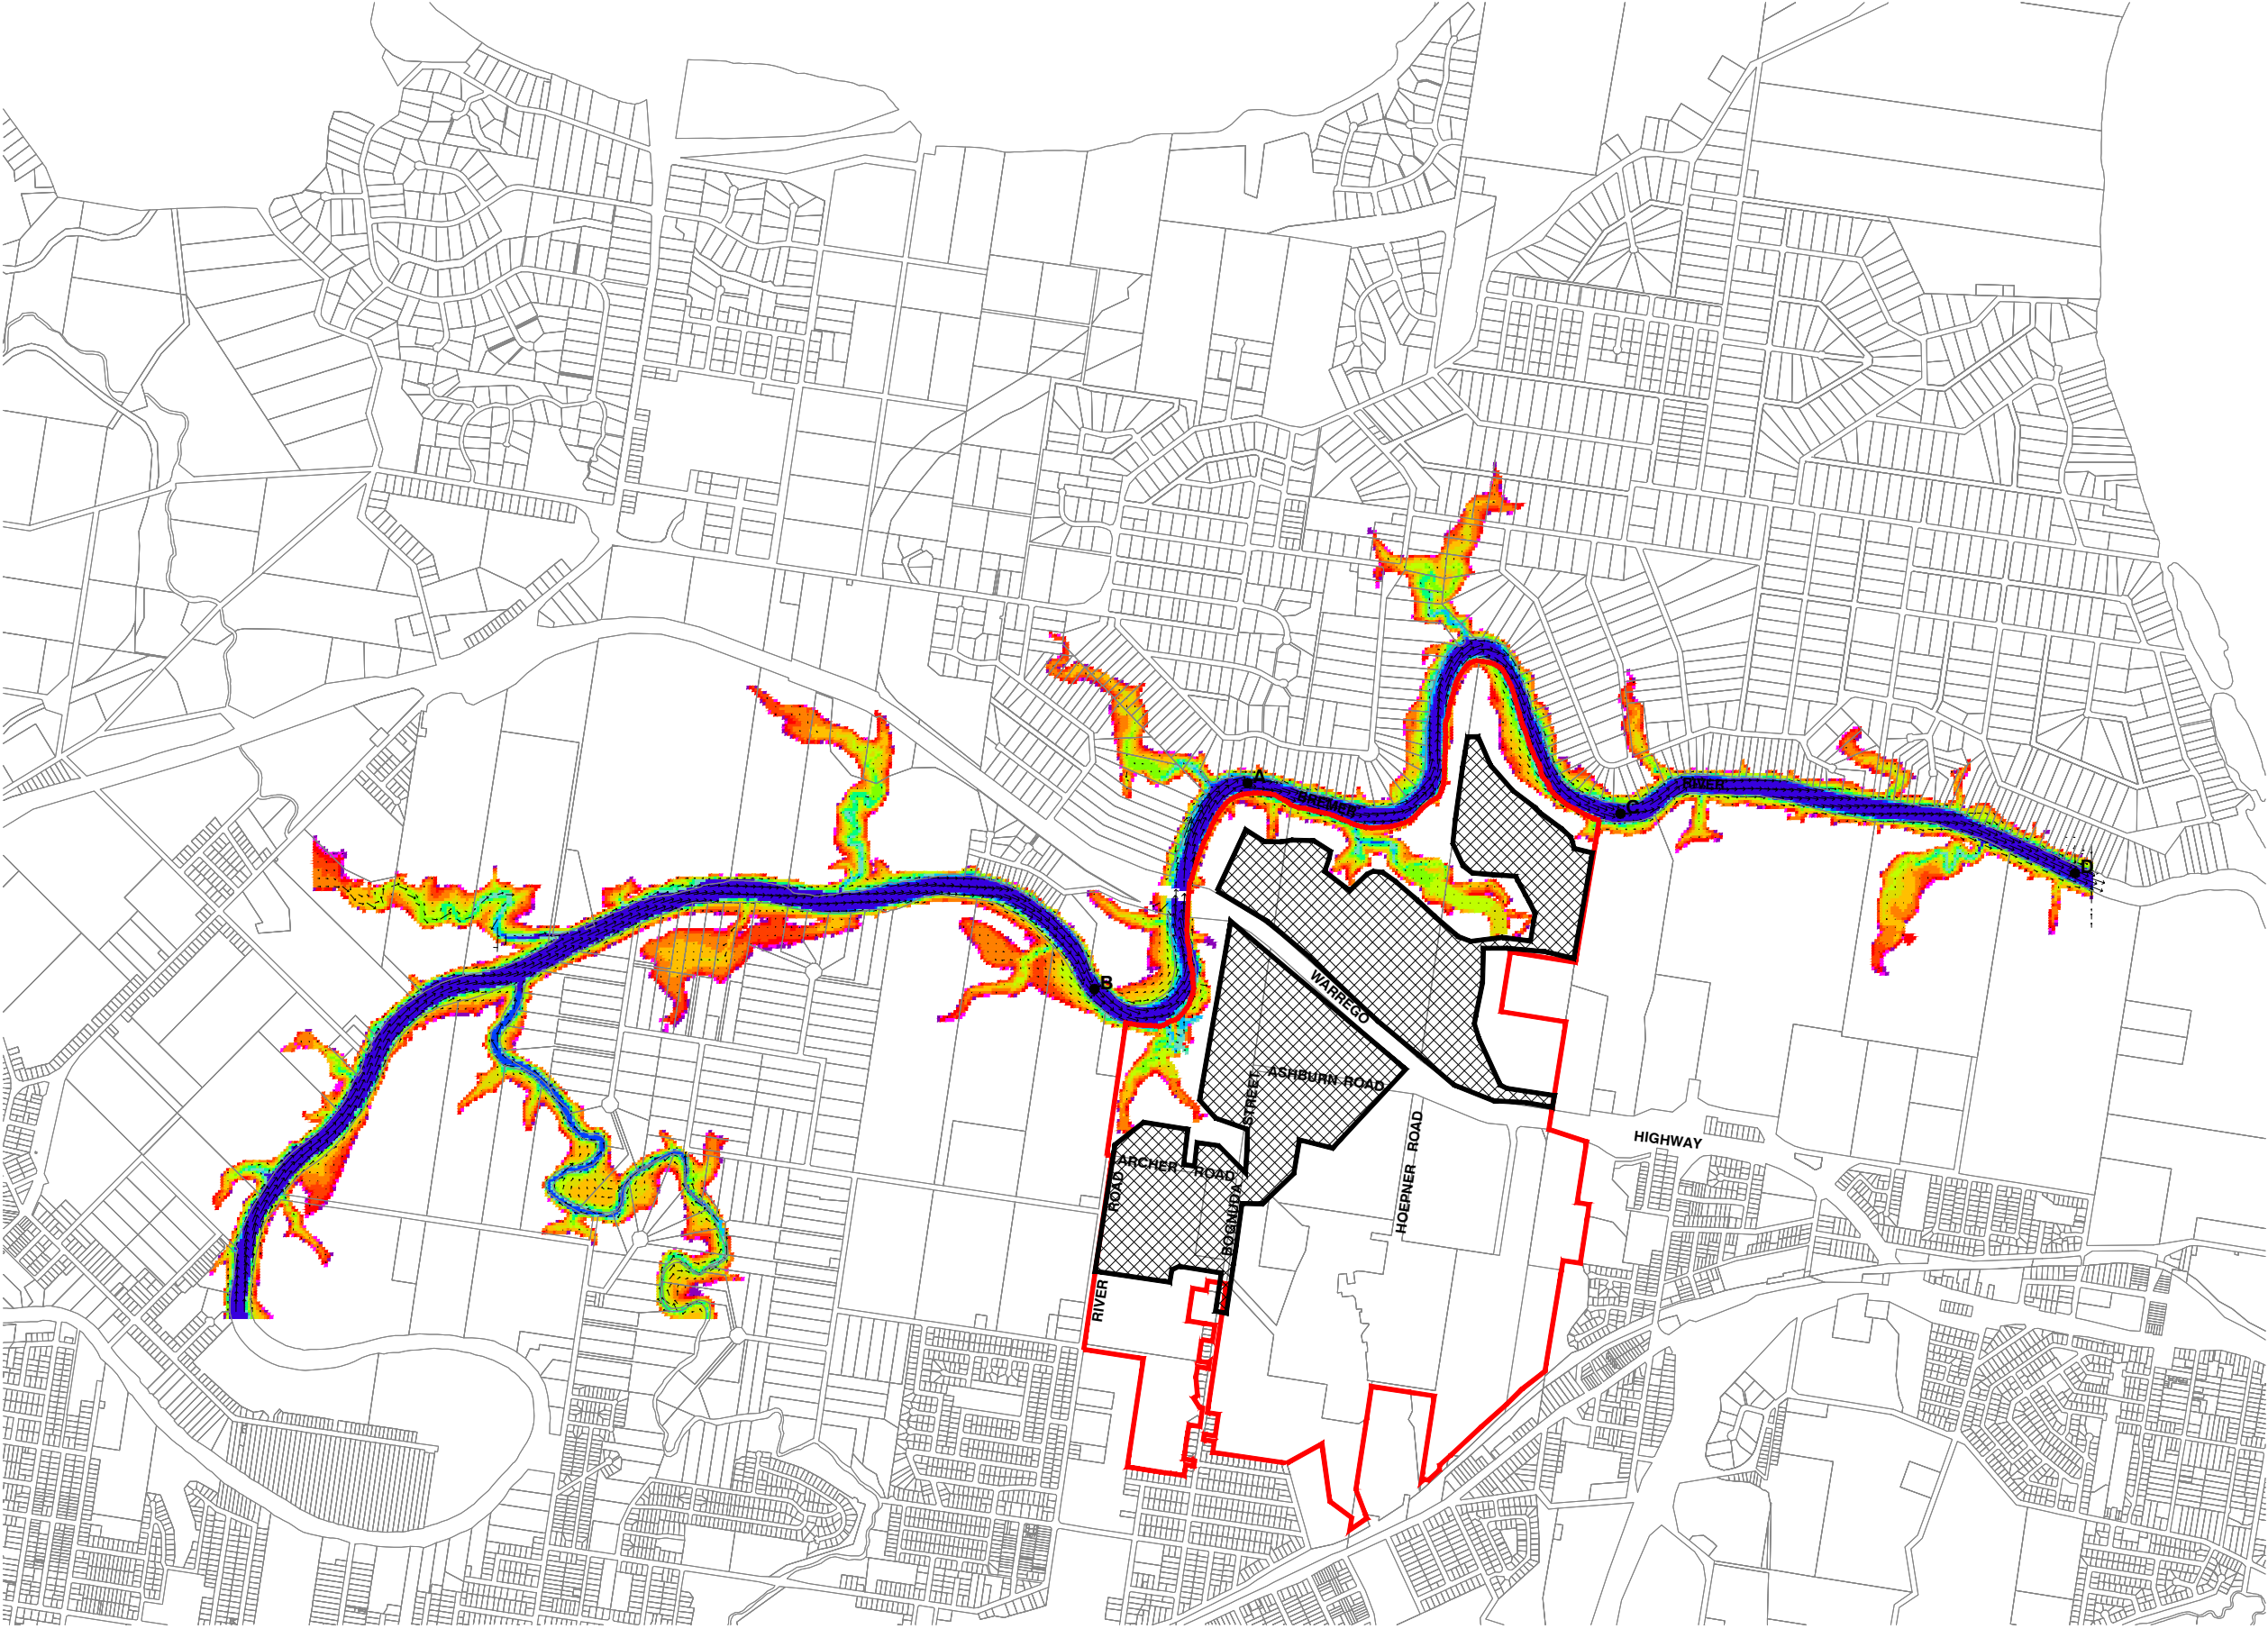 A
BREMER
RIVER
C
D
B
WARREGO
ASHBURN ROAD
STREET
HIGHWAY
HOEPNER ROAD
ARCHER ROAD
ROAD
BOGNUDA
RIVER